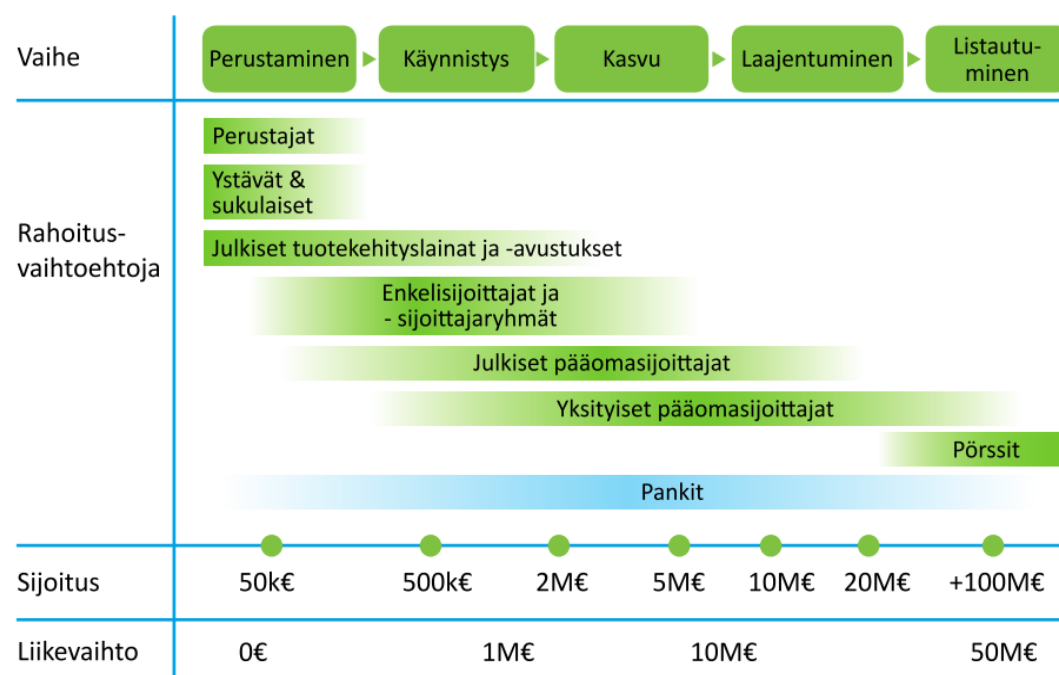 Vaihe
Perustaminen
Käynnistys
Kasvu
Laajentuminen
Listautu-
minen
Rahoitus-
vaihtoehtoja
Perustajat
Ystävät &
sukulaiset
Julkiset tuotekehityslainat ja -avustukset
Enkelisijoittajat ja
- sijoittajaryhmät
Julkiset pääomasijoittajat
Yksityiset pääomasijoittajat
Pörssit
Pankit
Sijoitus
50k€
500k€
2M€
5M€
10M€
20M€
+100M€
Liikevaihto
0€
1M€
10M€
50M€